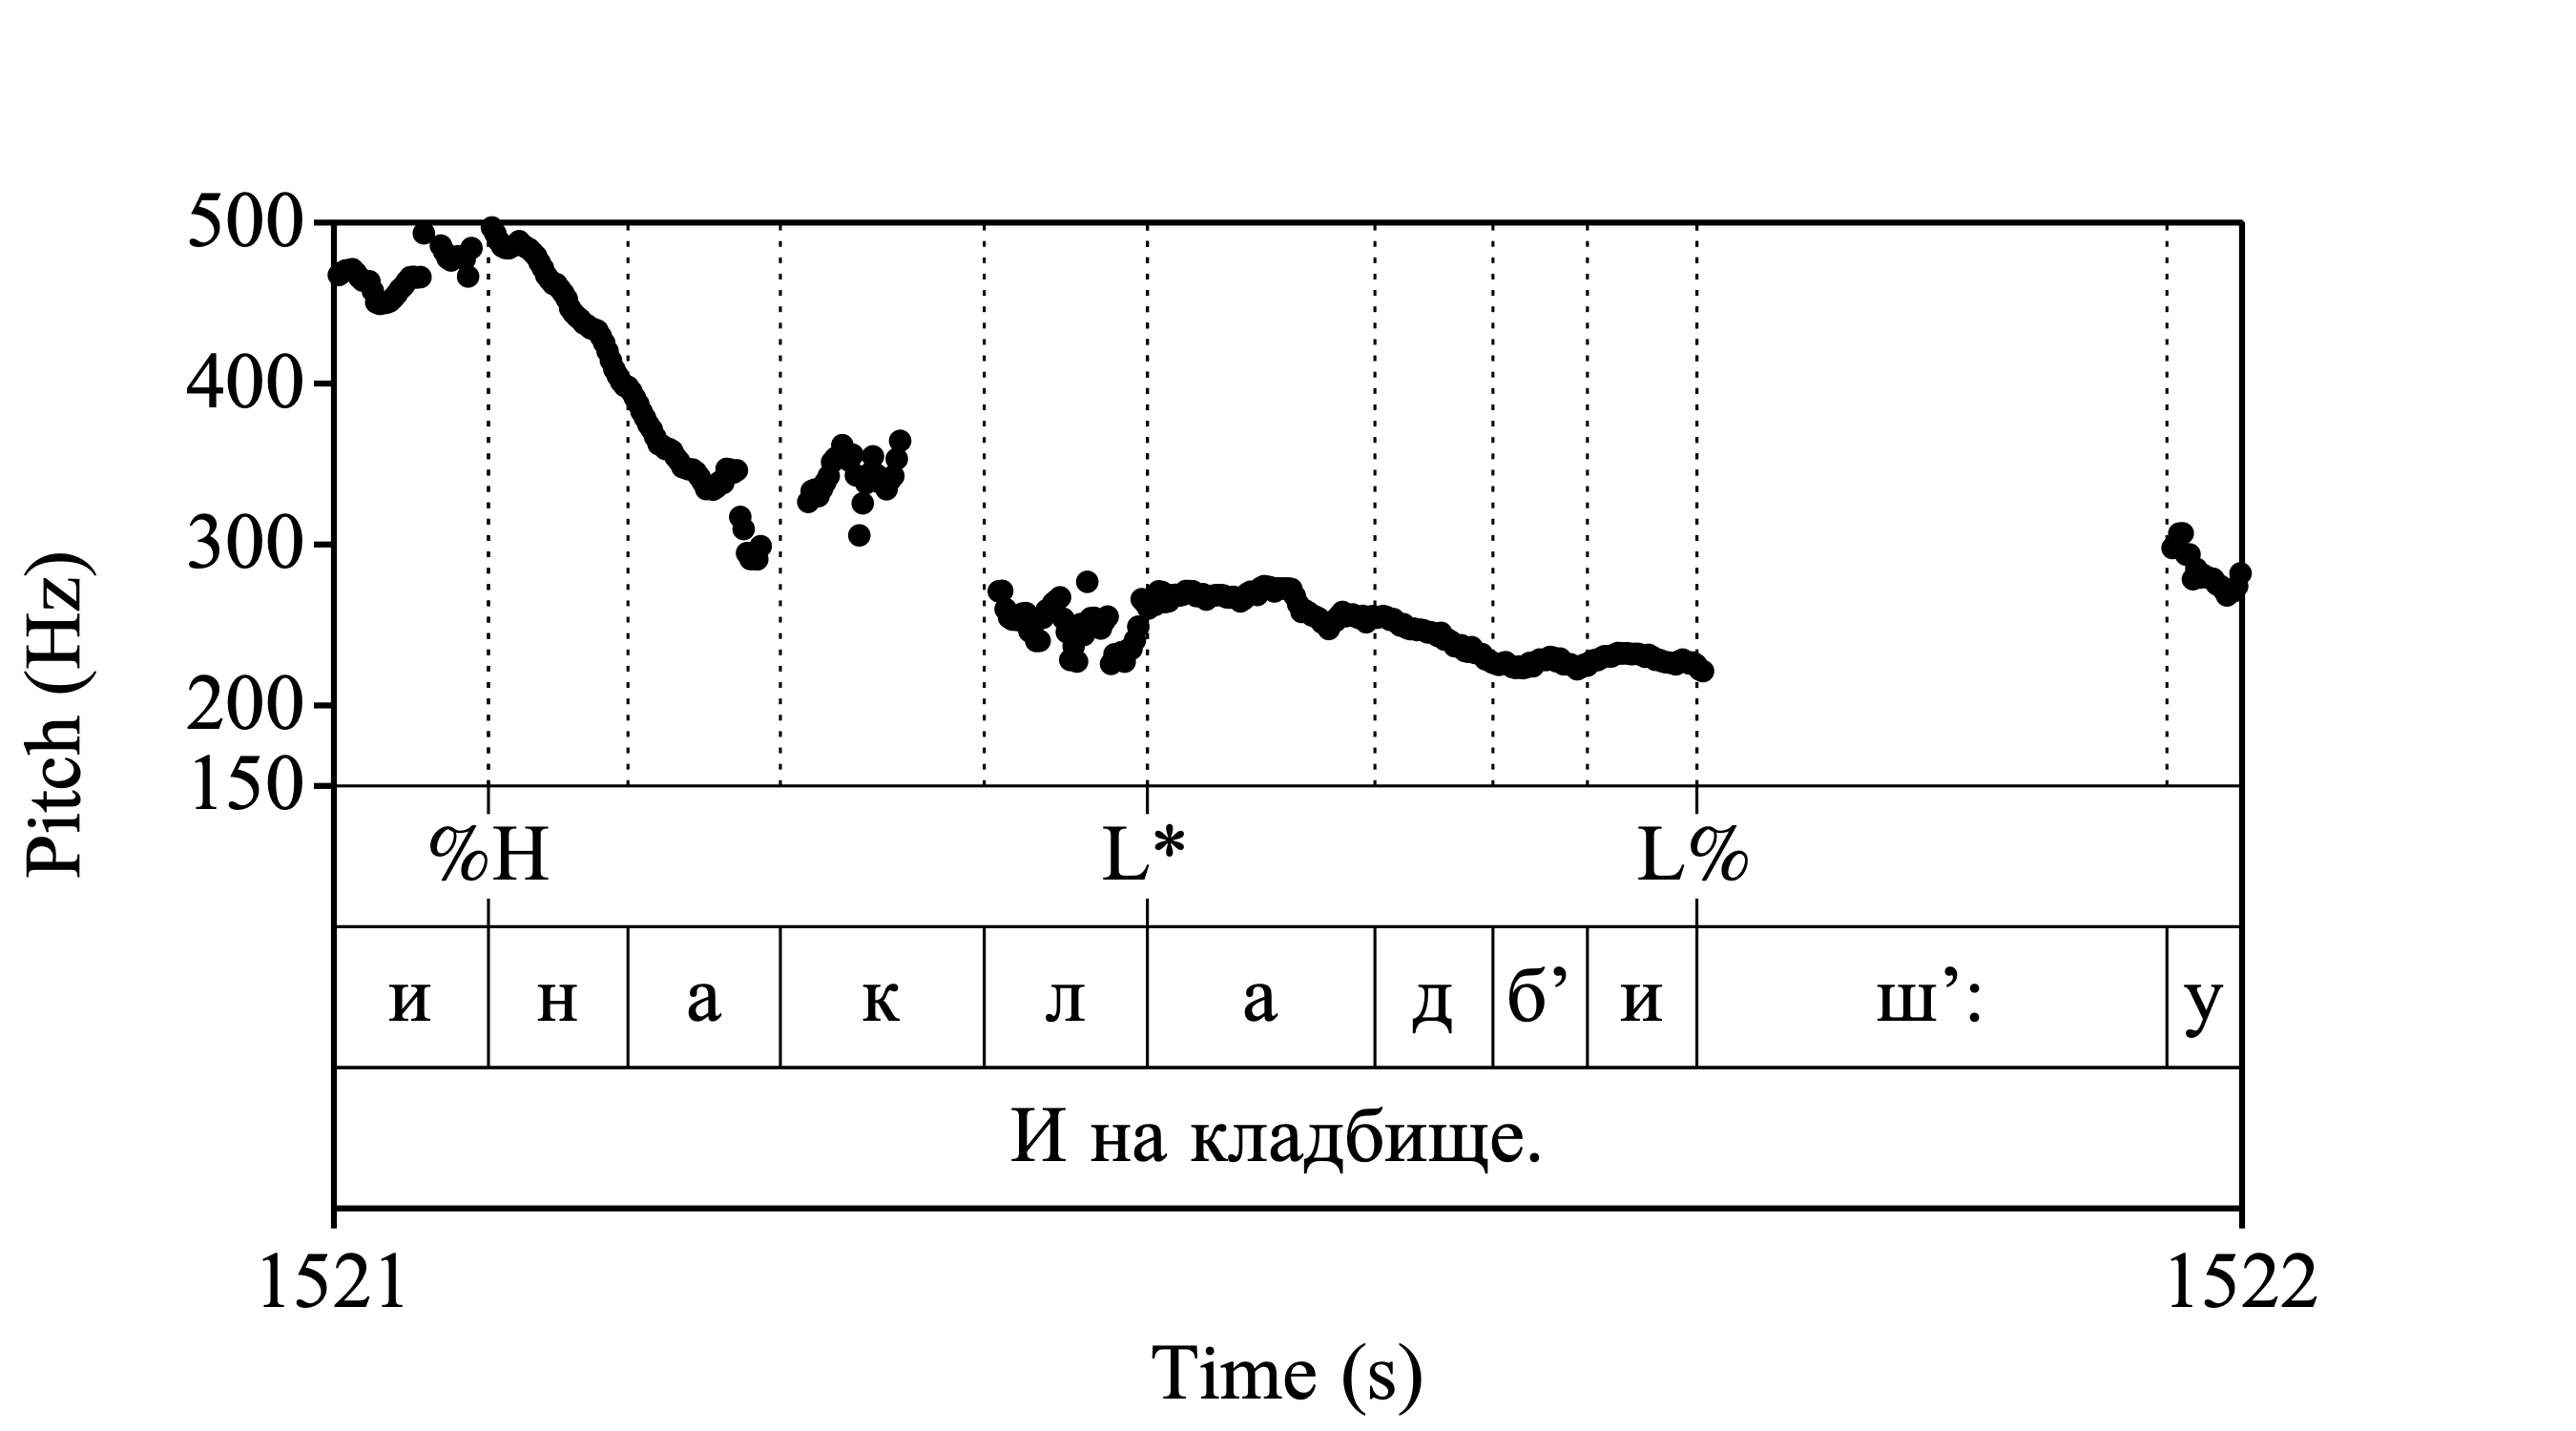 Pitch (Hz)
500
400
300
200
150
%H L* L%
и н а к л а д б’ и ш’: у
И на кладбище.
1521 1522
Time (s)